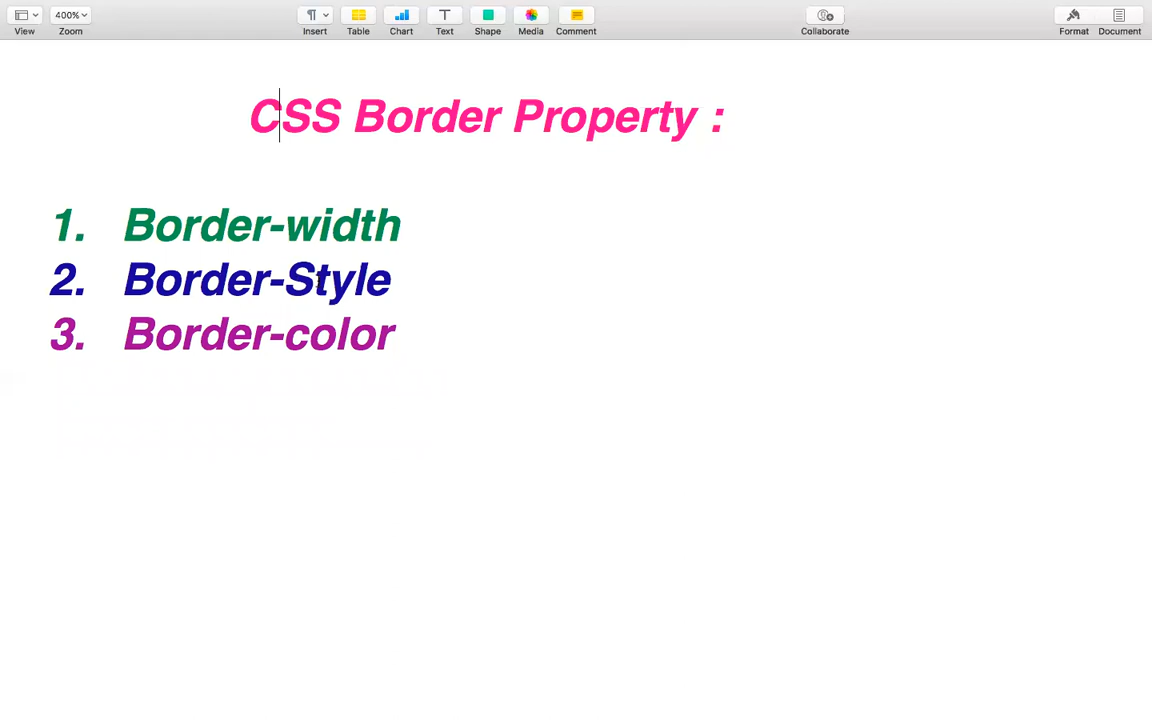 400%
View Zoom Insert Table Chart Text Shape Media Comment Collaborate Format Document
CSS Border Property :
1. Border-width
2. Border-Style
3. Border-color